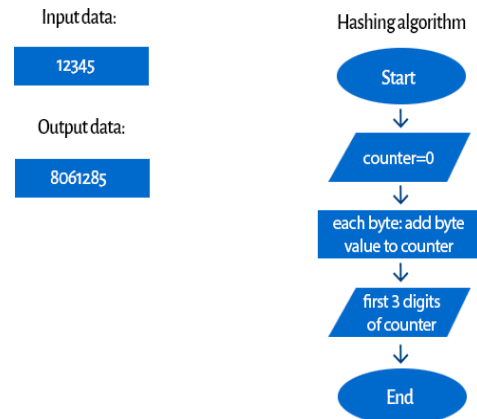 Input data:
12345
Output data:
8061285
Hashing algorithm
Start
counter=0
each byte: add byte
value to counter
first 3 digits
of counter
End